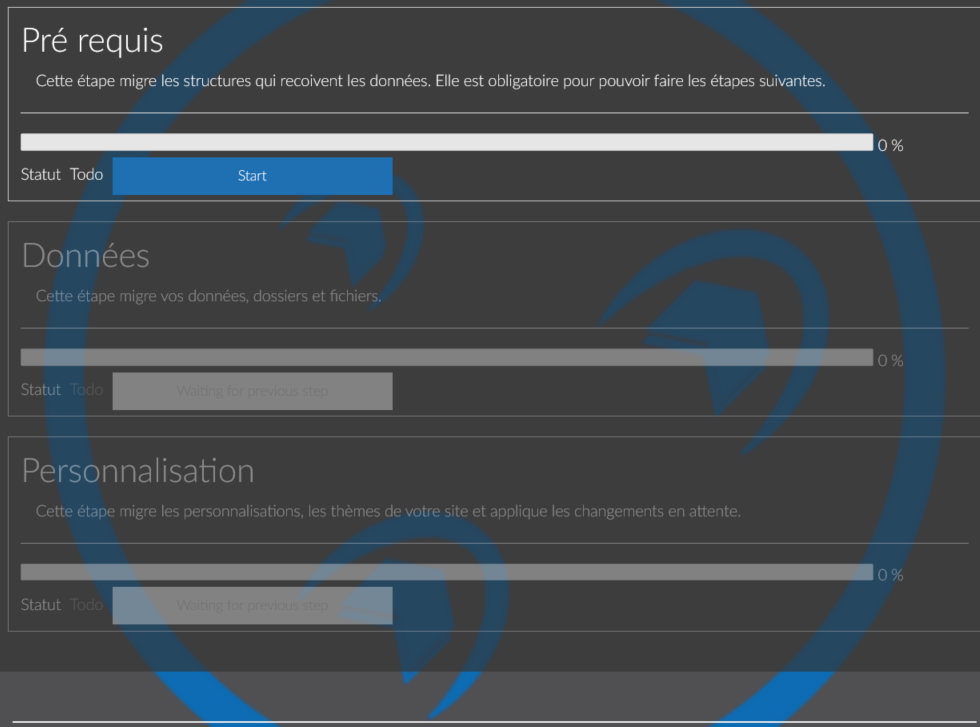 Pré requis
Cette étape migre les structures qui recoivent les données. Elle est obligatoire pour pouvoir faire les étapes suivantes.
0 %
Statut Todo Start
Données
Cette étape migre vos données, dossiers et fichiers.
0 %
Statut Todo Waiting for previous step
Personnalisation
Cette étape migre les personnalisations, les thèmes de votre site et applique les changements en attente.
0 %
Statut Todo Waiting for previous step